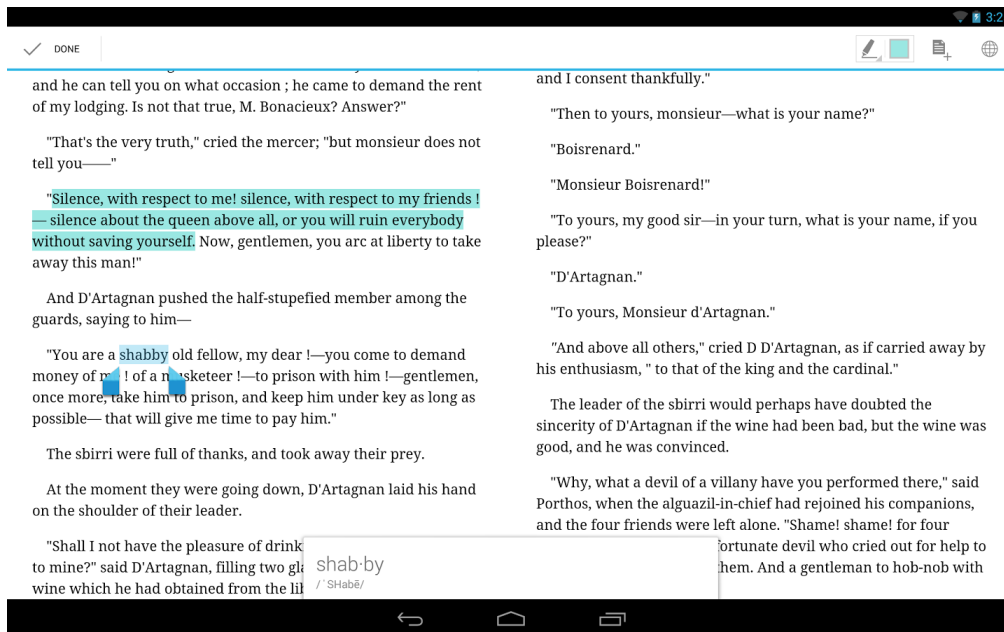 3:2
DONE
and he can tell you on what occasion ; he came to demand the rent
of my lodging. Is not that true, M. Bonacieux? Answer?"
"That's the very truth," cried the mercer; "but monsieur does not
tell you——"
"Silence, with respect to me! silence, with respect to my friends !
— silence about the queen above all, or you will ruin everybody
without saving yourself. Now, gentlemen, you arc at liberty to take
away this man!"
And D'Artagnan pushed the half-stupefied member among the
guards, saying to him—
"You are a shabby old fellow, my dear !—you come to demand
money of me ! of a musketeer !—to prison with him !—gentlemen,
once more, take him to prison, and keep him under key as long as
possible— that will give me time to pay him."
The sbirri were full of thanks, and took away their prey.
At the moment they were going down, D'Artagnan laid his hand
on the shoulder of their leader.
"Shall I not have the pleasure of drink
to mine?" said D'Artagnan, filling two gla
wine which he had obtained from the lib
and I consent thankfully."
"Then to yours, monsieur—what is your name?"
"Boisrenard."
"Monsieur Boisrenard!"
"To yours, my good sir—in your turn, what is your name, if you
please?"
"D'Artagnan."
"To yours, Monsieur d'Artagnan."
"And above all others," cried D D'Artagnan, as if carried away by
his enthusiasm, " to that of the king and the cardinal."
The leader of the sbirri would perhaps have doubted the
sincerity of D'Artagnan if the wine had been bad, but the wine was
good, and he was convinced.
"Why, what a devil of a villany have you performed there," said
Porthos, when the alguazil-in-chief had rejoined his companions,
and the four friends were left alone. "Shame! shame! for four
fortunate devil who cried out for help to
hem. And a gentleman to hob-nob with
shab·by
/ˈSHabē/